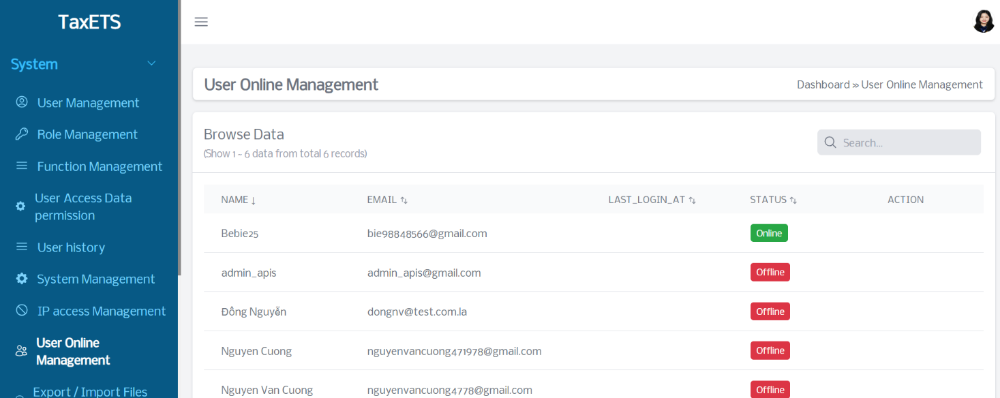 TaxETS
System
User Management
Role Management
Function Management
User Access Data
permission
User history
System Management
IP access Management
User Online
Management
Export / Import Files
User Online Management
Dashboard » User Online Management
Browse Data
(Show 1 - 6 data from total 6 records)
Search...
NAME ↓ EMAIL ↑↓ LAST_LOGIN_AT ↑↓ STATUS ↑↓ ACTION
Bebie25 bie98848566@gmail.com Online
admin_apis admin_apis@gmail.com Offline
Đông Nguyễn dongnv@test.com.la Offline
Nguyen Cuong nguyenvancuong471978@gmail.com Offline
Nguyen Van Cuong nguyenvancuong4778@gmail.com Offline